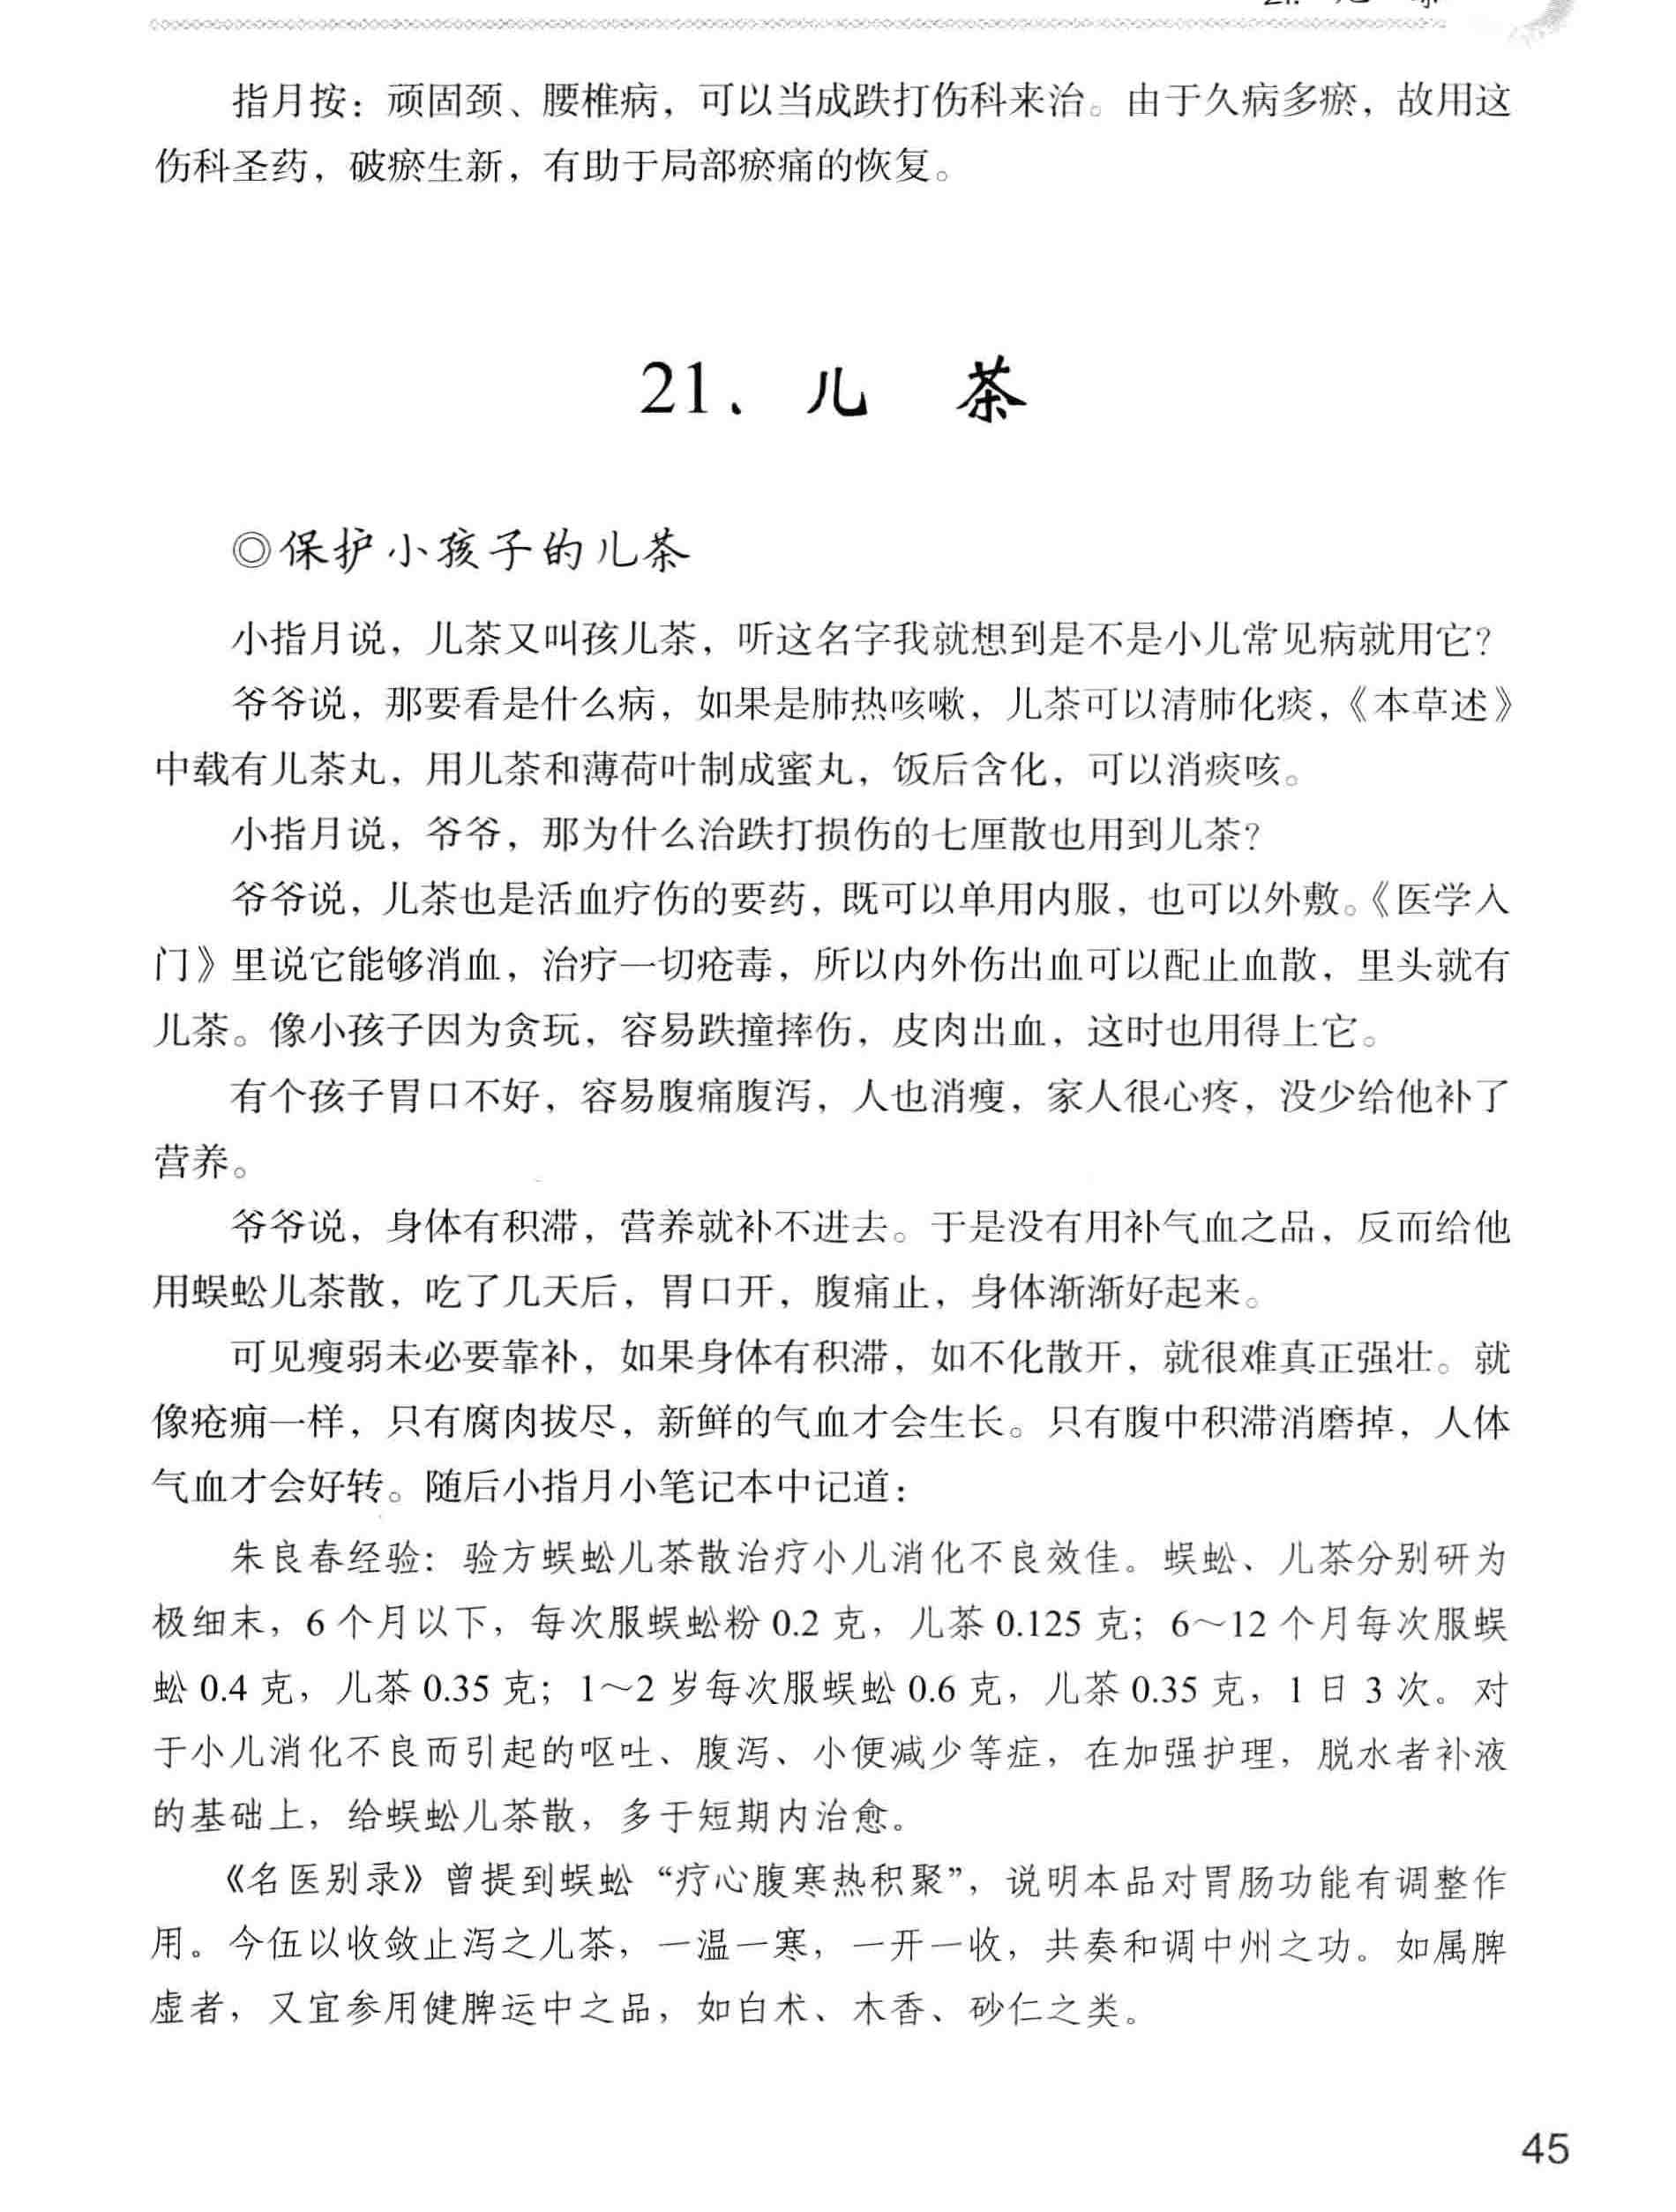 指月按：顽固颈、腰椎病，可以当成跌打伤科来治。由于久病多瘀，故用这
伤科圣药，破瘀生新，有助于局部瘀痛的恢复。
21．儿　茶
◎保护小孩子的儿茶
小指月说，儿茶又叫孩儿茶，听这名字我就想到是不是小儿常见病就用它？
爷爷说，那要看是什么病，如果是肺热咳嗽，儿茶可以清肺化痰，《本草述》
中载有儿茶丸，用儿茶和薄荷叶制成蜜丸，饭后含化，可以消痰咳。
小指月说，爷爷，那为什么治跌打损伤的七厘散也用到儿茶？
爷爷说，儿茶也是活血疗伤的要药，既可以单用内服，也可以外敷。《医学入
门》里说它能够消血，治疗一切疮毒，所以内外伤出血可以配止血散，里头就有
儿茶。像小孩子因为贪玩，容易跌撞摔伤，皮肉出血，这时也用得上它。
有个孩子胃口不好，容易腹痛腹泻，人也消瘦，家人很心疼，没少给他补了
营养。
爷爷说，身体有积滞，营养就补不进去。于是没有用补气血之品，反而给他
用蜈蚣儿茶散，吃了几天后，胃口开，腹痛止，身体渐渐好起来。
可见瘦弱未必要靠补，如果身体有积滞，如不化散开，就很难真正强壮。就
像疮痈一样，只有腐肉拔尽，新鲜的气血才会生长。只有腹中积滞消磨掉，人体
气血才会好转。随后小指月小笔记本中记道：
朱良春经验：验方蜈蚣儿茶散治疗小儿消化不良效佳。蜈蚣、儿茶分别研为
极细末，6 个月以下，每次服蜈蚣粉 0.2 克，儿茶 0.125 克；6～12 个月每次服蜈
蚣 0.4 克，儿茶 0.35 克；1～2 岁每次服蜈蚣 0.6 克，儿茶 0.35 克，1 日 3 次。对
于小儿消化不良而引起的呕吐、腹泻、小便减少等症，在加强护理，脱水者补液
的基础上，给蜈蚣儿茶散，多于短期内治愈。
《名医别录》曾提到蜈蚣“疗心腹寒热积聚”，说明本品对胃肠功能有调整作
用。今伍以收敛止泻之儿茶，一温一寒，一开一收，共奏和调中州之功。如属脾
虚者，又宜参用健脾运中之品，如白术、木香、砂仁之类。
45